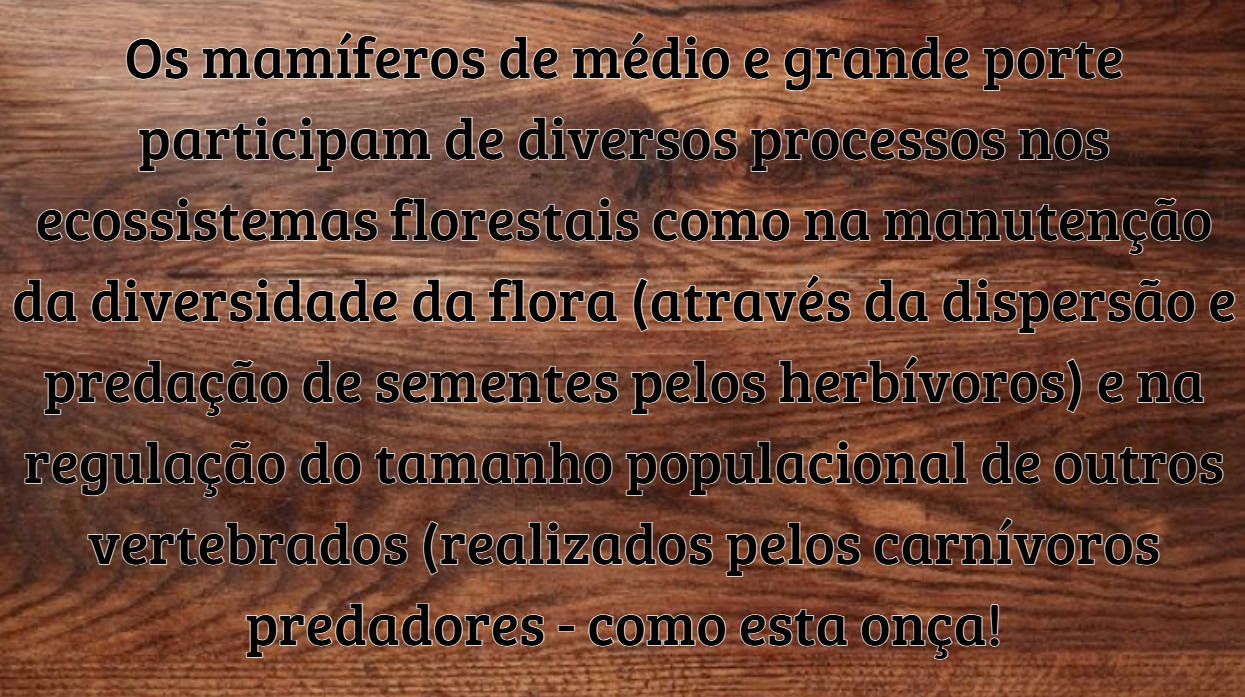 Os mamíferos de médio e grande porte
participam de diversos processos nos
ecossistemas florestais como na manutenção
da diversidade da flora (através da dispersão e
predação de sementes pelos herbívoros) e na
regulação do tamanho populacional de outros
vertebrados (realizados pelos carnívoros
predadores - como esta onça!